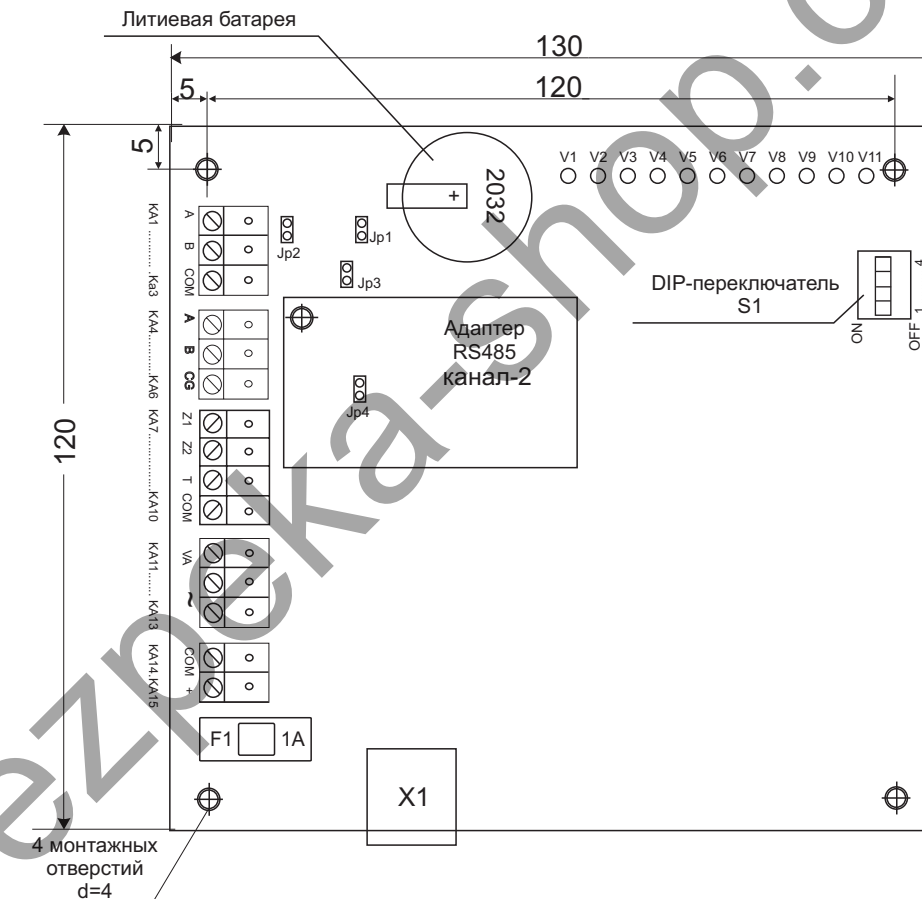 Литиевая батарея
130
5
120
5
V1 V2 V3 V4 V5 V6 V7 V8 V9 V10 V11
2032
+
KA1 ......... .Ka3
A
B
COM
Jp2
Jp1
Jp3
DIP-переключатель
S1
4
1
ON
OFF
KA4..........KA6
A
B
CG
Адаптер
RS485
канал-2
Jp4
120
KA7....................KA10
Z1
Z2
T
COM
KA11...... KA13
VA
~
KA14.KA15
COM
+
F1
1A
X1
4 монтажных
отверстий
d=4
ezpeka-shop.c